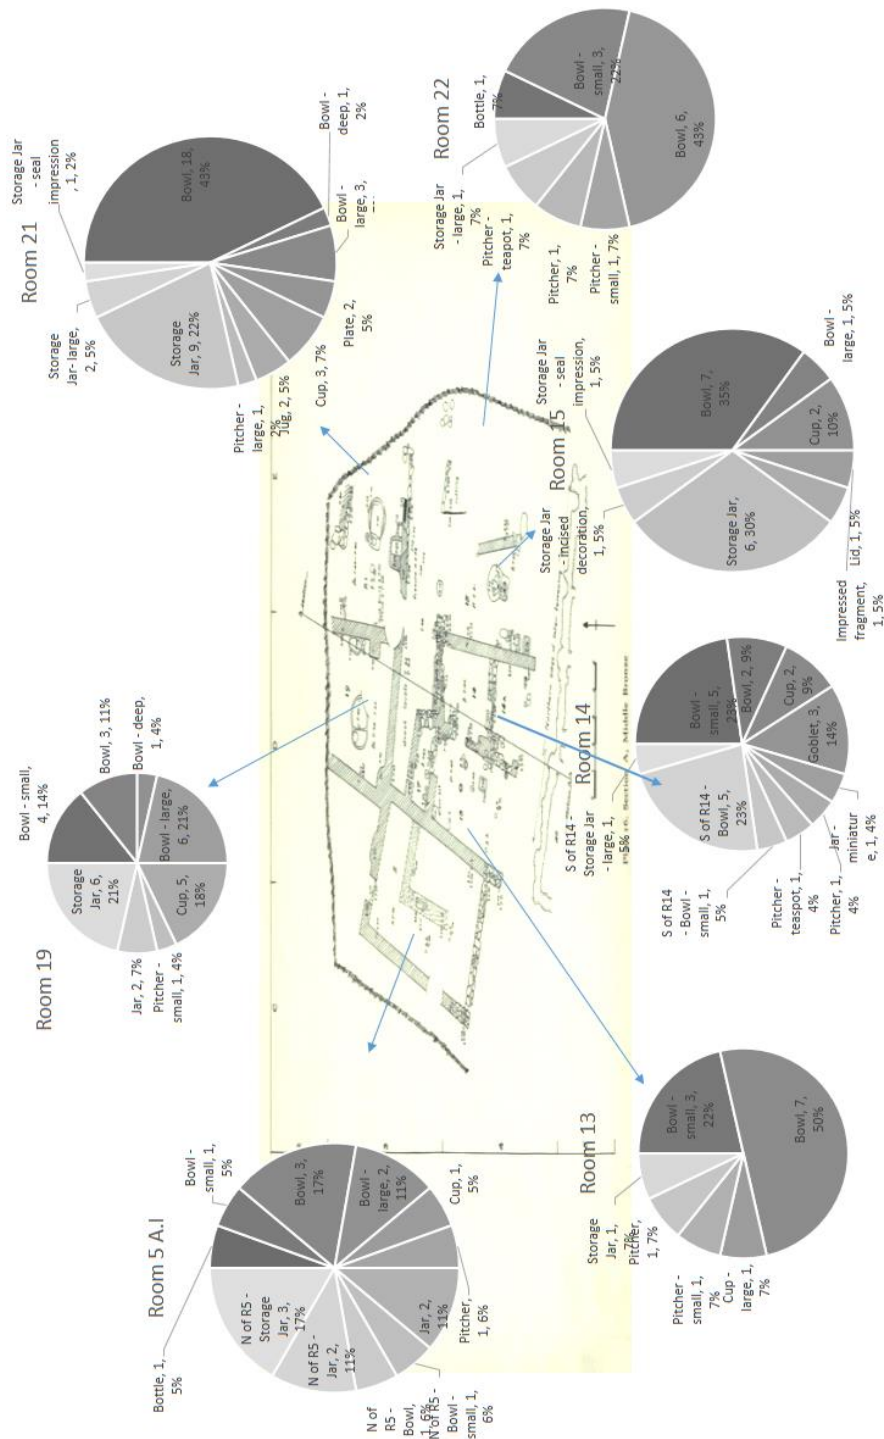 Room 5 A.I
Bottle, 1,
5%
Bowl -
small, 1,
5%
Bowl, 3,
17%
Bowl -
large, 2,
11%
Cup, 1,
5%
Pitcher,
1, 6%
Jar, 2,
11%
N of R5 -
Bowl -
small, 1,
6%
N of
R5 -
Bowl,
1, 6%
N of R5 -
Jar, 2,
11%
N of R5 -
Storage
Jar, 3,
17%
Room 19
Bowl - small,
4, 14%
Bowl, 3, 11%
Bowl - deep,
1, 4%
Bowl - large,
6, 21%
Cup, 5,
18%
Pitcher -
small, 1, 4%
Jar, 2, 7%
Storage
Jar, 6,
21%
Room 21
Bowl, 18,
43%
Bowl -
deep, 1,
2%
Bowl -
large, 3,
Plate, 2,
5%
Cup, 3, 7%
Jug, 2, 5%
Pitcher -
large, 1,
2%
Storage
Jar, 9, 22%
Storage
Jar- large,
2, 5%
Storage Jar
- seal
impression
, 1, 2%
Room 13
Bowl -
small, 3,
22%
Bowl, 7,
50%
Cup -
large, 1,
7%
Pitcher -
small, 1,
7%
Pitcher,
1, 7%
Storage
Jar, 1,
7%
Room 14
Bowl -
small, 5,
23%
Bowl, 2, 9%
Cup, 2,
9%
Goblet, 3,
14%
Jar -
miniatur
e, 1, 4%
Pitcher, 1,
4%
Pitcher -
teaspot, 1,
4%
S of R14
- Bowl -
small, 1,
5%
S of R14 -
Bowl, 5,
23%
S of R14 -
Storage Jar
- large, 1,
5%
Room 15
Bowl, 7,
35%
Bowl -
large, 1, 5%
Cup, 2,
10%
Lid, 1, 5%
Impressed
fragment,
1, 5%
Storage Jar,
6, 30%
Storage Jar
- incised
decoration,
1, 5%
Storage Jar
- seal
impression,
1, 5%
Room 22
Bottle, 1,
7%
Bowl -
small, 3,
22%
Bowl, 6,
43%
Pitcher -
small, 1, 7%
Pitcher, 1,
7%
Pitcher -
teapot, 1,
7%
Storage Jar
- large, 1,
7%
Section A, Middle Bronze